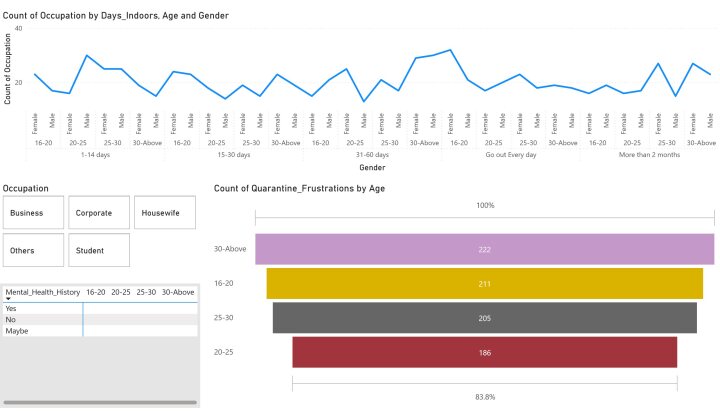 Count of Occupation by Days_Indoors, Age and Gender
Count of Occupation
40
20
Female Male Female Male Female Male Female Male Female Male Female Male Female Male Female Male Female Male Female Male Female Male Female Male Female Male Female Male Female Male Female Male Female Male Female Male Female Male Female Male
16-20 20-25 25-30 30-Above 16-20 20-25 25-30 30-Above 16-20 20-25 25-30 30-Above 16-20 20-25 25-30 30-Above 16-20 20-25 25-30 30-Above
1-14 days 15-30 days 31-60 days Go out Every day More than 2 months
Gender
Occupation
Business Corporate Housewife
Others Student
Mental_Health_History 16-20 20-25 25-30 30-Above
Yes
No
Maybe
Count of Quarantine_Frustrations by Age
100%
30-Above 222
16-20 211
25-30 205
20-25 186
83.8%